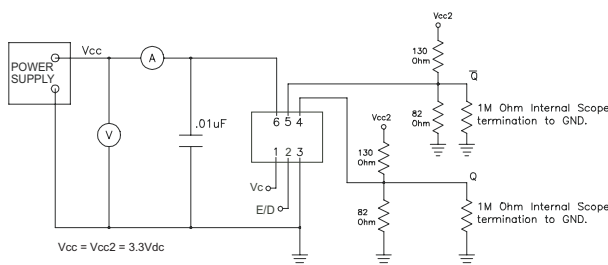 Vcc2
130
Ohm
Q
82
Ohm
1M Ohm Internal Scope
termination to GND.
POWER
SUPPLY
Vcc
A
V
.01uF
6 5 4
1 2 3
Vc
E/D
Vcc2
130
Ohm
82
Ohm
Q
1M Ohm Internal Scope
termination to GND.
Vcc = Vcc2 = 3.3Vdc